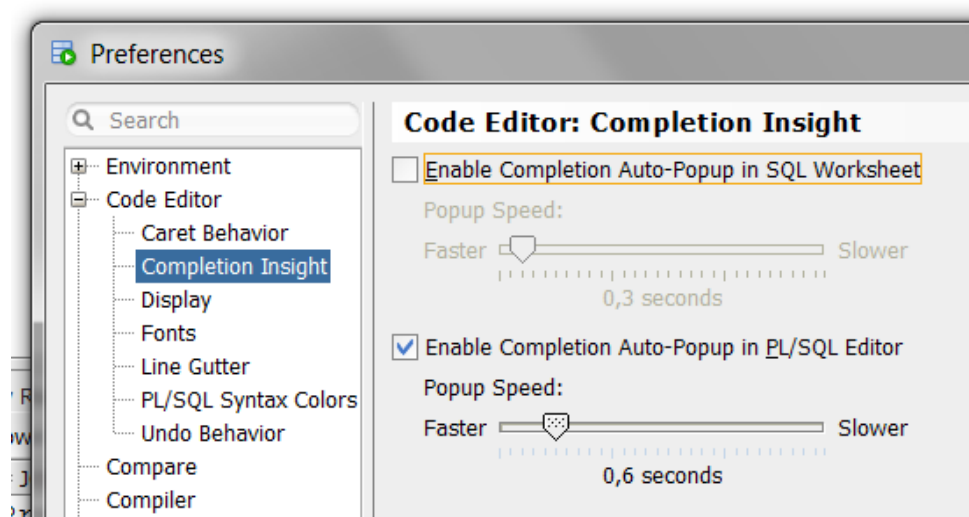 Preferences
Search
Environment
Code Editor
Caret Behavior
Completion Insight
Display
Fonts
Line Gutter
PL/SQL Syntax Colors
Undo Behavior
Compare
Compiler
Code Editor: Completion Insight
Enable Completion Auto-Popup in SQL Worksheet
Popup Speed:
Faster Slower
0,3 seconds
Enable Completion Auto-Popup in PL/SQL Editor
Popup Speed:
Faster Slower
0,6 seconds